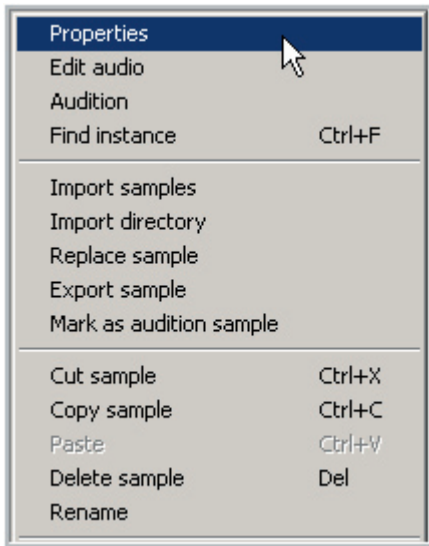 Properties
Edit audio
Audition
Find instance Ctrl+F
Import samples
Import directory
Replace sample
Export sample
Mark as audition sample
Cut sample Ctrl+X
Copy sample Ctrl+C
Paste Ctrl+V
Delete sample Del
Rename